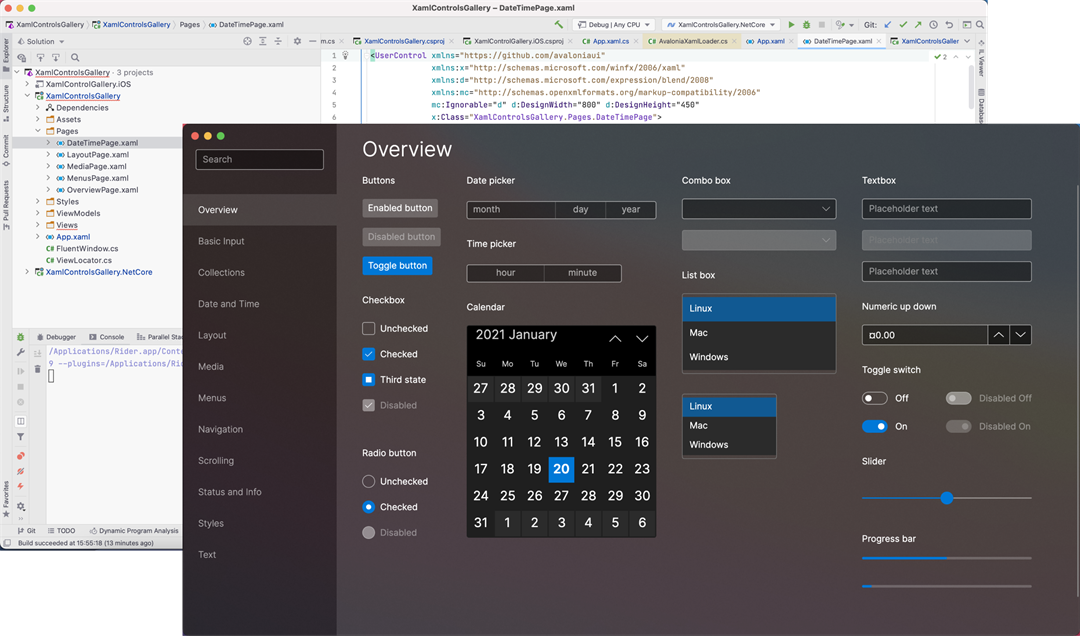 XamlControlsGallery – DateTimePage.xaml
XamlControlsGallery XamlControlsGallery Pages DateTimePage.xaml
Debug | Any CPU XamlControlsGallery.NetCore Git:
Solution
m.cs XamlControlsGallery.csproj XamlControlGallery.iOS.csproj App.xaml.cs AvaloniaXamlLoader.cs App.xaml DateTimePage.xaml XamlControlsGallery
Explorer
Structure
Commit
Pull Requests
Favorites
IL Viewer
Database
XamlControlsGallery · 3 projects
XamlControlGallery.iOS
XamlControlsGallery
Dependencies
Assets
Pages
DateTimePage.xaml
LayoutPage.xaml
MediaPage.xaml
MenusPage.xaml
OverviewPage.xaml
Styles
ViewModels
Views
App.xaml
FluentWindow.cs
ViewLocator.cs
XamlControlsGallery.NetCore
1 <UserControl xmlns="https://github.com/avaloniaui"
2 xmlns:x="http://schemas.microsoft.com/winfx/2006/xaml"
3 xmlns:d="http://schemas.microsoft.com/expression/blend/2008"
4 xmlns:mc="http://schemas.openxmlformats.org/markup-compatibility/2006"
5 mc:Ignorable="d" d:DesignWidth="800" d:DesignHeight="450"
6 x:Class="XamlControlsGallery.Pages.DateTimePage">
2
Debugger Console Parallel Stac
/Applications/Rider.app/Conte
9 --plugins=/Applications/Rid
Git TODO Dynamic Program Analysis
Build succeeded at 15:55:18 (13 minutes ago)
Search
Overview
Basic Input
Collections
Date and Time
Layout
Media
Menus
Navigation
Scrolling
Status and Info
Styles
Text
Overview
Buttons
Enabled button
Disabled button
Toggle button
Checkbox
Unchecked
Checked
Third state
Disabled
Radio button
Unchecked
Checked
Disabled
Date picker
month day year
Time picker
hour minute
Calendar
2021 January
Su Mo Tu We Th Fr Sa
27 28 29 30 31 1 2
3 4 5 6 7 8 9
10 11 12 13 14 15 16
17 18 19 20 21 22 23
24 25 26 27 28 29 30
31 1 2 3 4 5 6
Combo box
List box
Linux
Mac
Windows
Linux
Mac
Windows
Textbox
Placeholder text
Placeholder text
Placeholder text
Numeric up down
¤0.00
Toggle switch
Off Disabled Off
On Disabled On
Slider
Progress bar